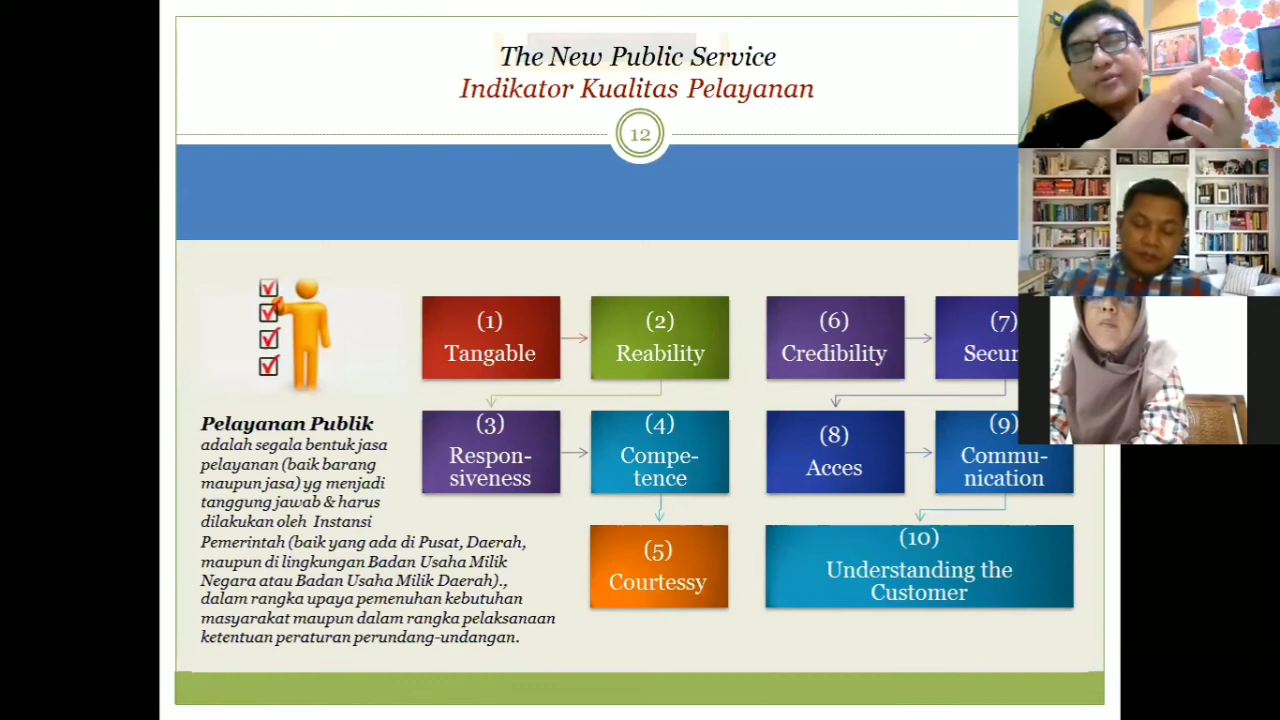 The New Public Service
Indikator Kualitas Pelayanan
12
(1)
Tangable
(2)
Reability
(3)
Respon-
siveness
(4)
Compe-
tence
(5)
Courtessy
(6)
Credibility
(7)
Secur
(8)
Acces
(9)
Commu-
nication
(10)
Understanding the
Customer
Pelayanan Publik
adalah segala bentuk jasa
pelayanan (baik barang
maupun jasa) yg menjadi
tanggung jawab & harus
dilakukan oleh Instansi
Pemerintah (baik yang ada di Pusat, Daerah,
maupun di lingkungan Badan Usaha Milik
Negara atau Badan Usaha Milik Daerah).,
dalam rangka upaya pemenuhan kebutuhan
masyarakat maupun dalam rangka pelaksanaan
ketentuan peraturan perundang-undangan.